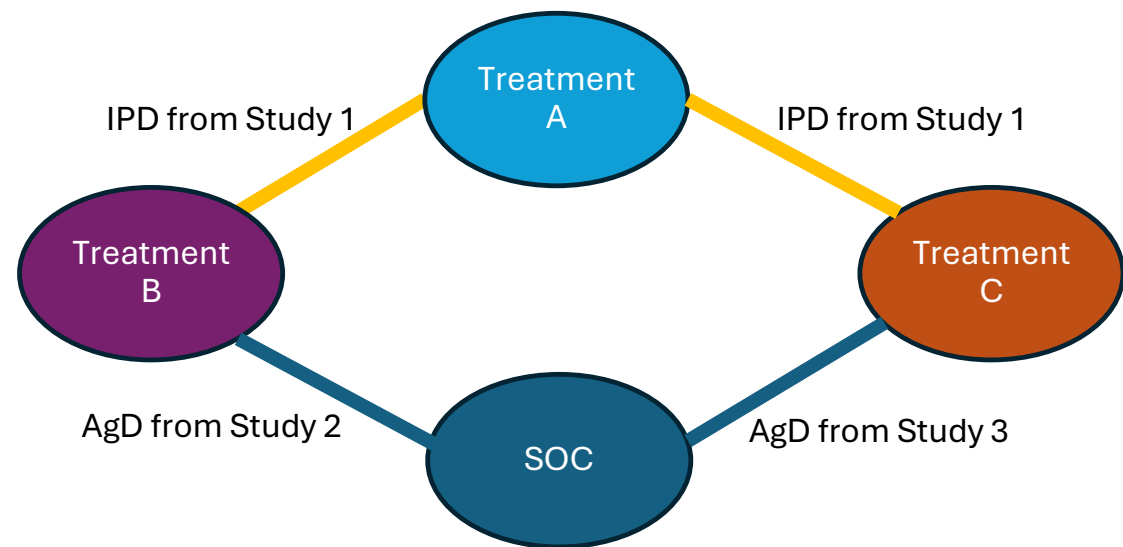 Treatment
A
IPD from Study 1
IPD from Study 1
Treatment
B
Treatment
C
AgD from Study 2
AgD from Study 3
SOC